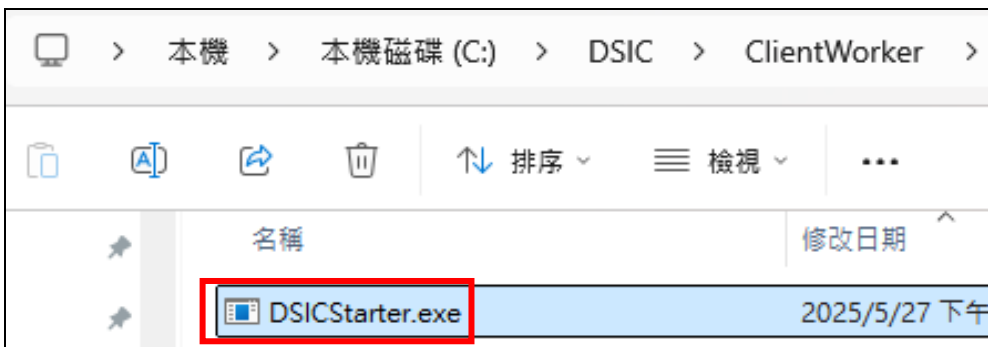 本機 > 本機磁碟 (C:) > DSIC > ClientWorker >
排序 檢視
名稱 修改日期
DSICStarter.exe 2025/5/27 下午